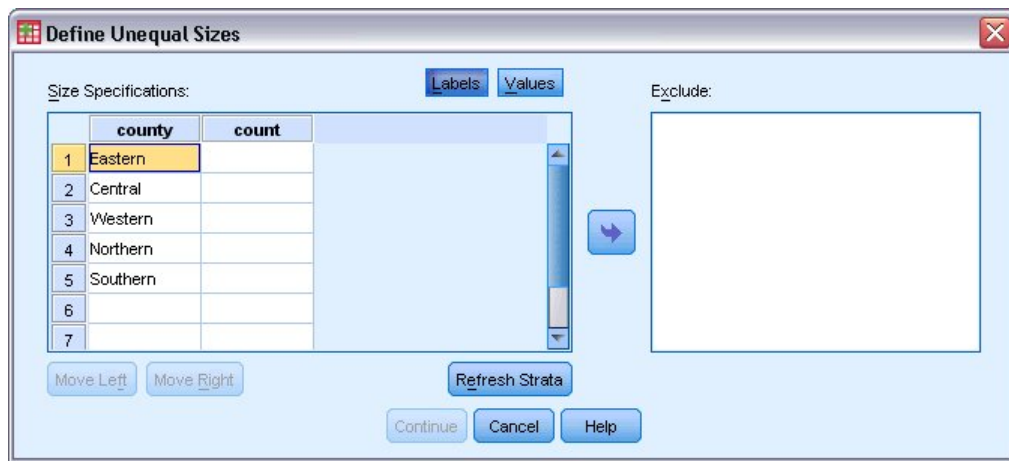 Define Unequal Sizes
Size Specifications:
Labels
Values
Exclude:
county count
1 Eastern
2 Central
3 Western
4 Northern
5 Southern
6
7
Move Left
Move Right
Refresh Strata
Continue
Cancel
Help